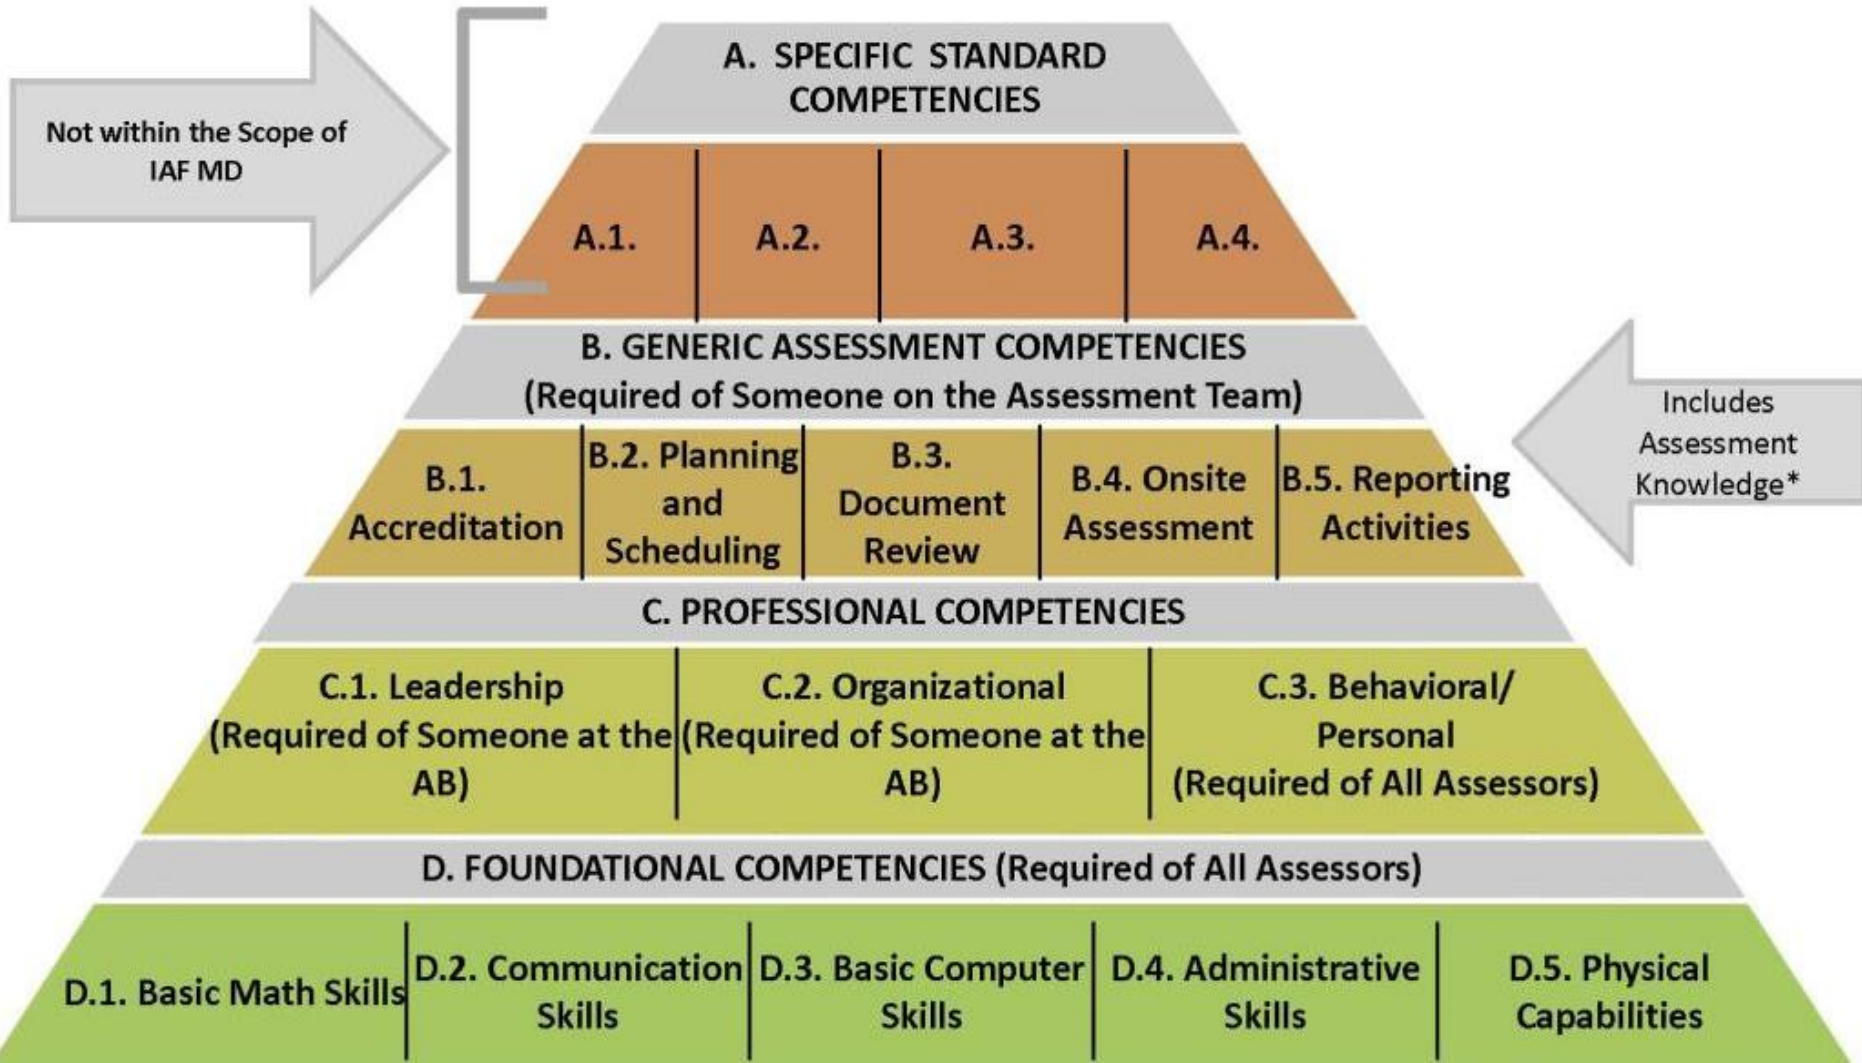 A. SPECIFIC STANDARD
COMPETENCIES
Not within the Scope of
IAF MD
A.1.
A.2.
A.3.
A.4.
B. GENERIC ASSESSMENT COMPETENCIES
(Required of Someone on the Assessment Team)
Includes
Assessment
Knowledge*
B.1.
Accreditation
B.2. Planning
and
Scheduling
B.3.
Document
Review
B.4. Onsite
Assessment
B.5. Reporting
Activities
C. PROFESSIONAL COMPETENCIES
C.1. Leadership
(Required of Someone at the
AB)
C.2. Organizational
(Required of Someone at the
AB)
C.3. Behavioral/
Personal
(Required of All Assessors)
D. FOUNDATIONAL COMPETENCIES (Required of All Assessors)
D.1. Basic Math Skills
D.2. Communication
Skills
D.3. Basic Computer
Skills
D.4. Administrative
Skills
D.5. Physical
Capabilities